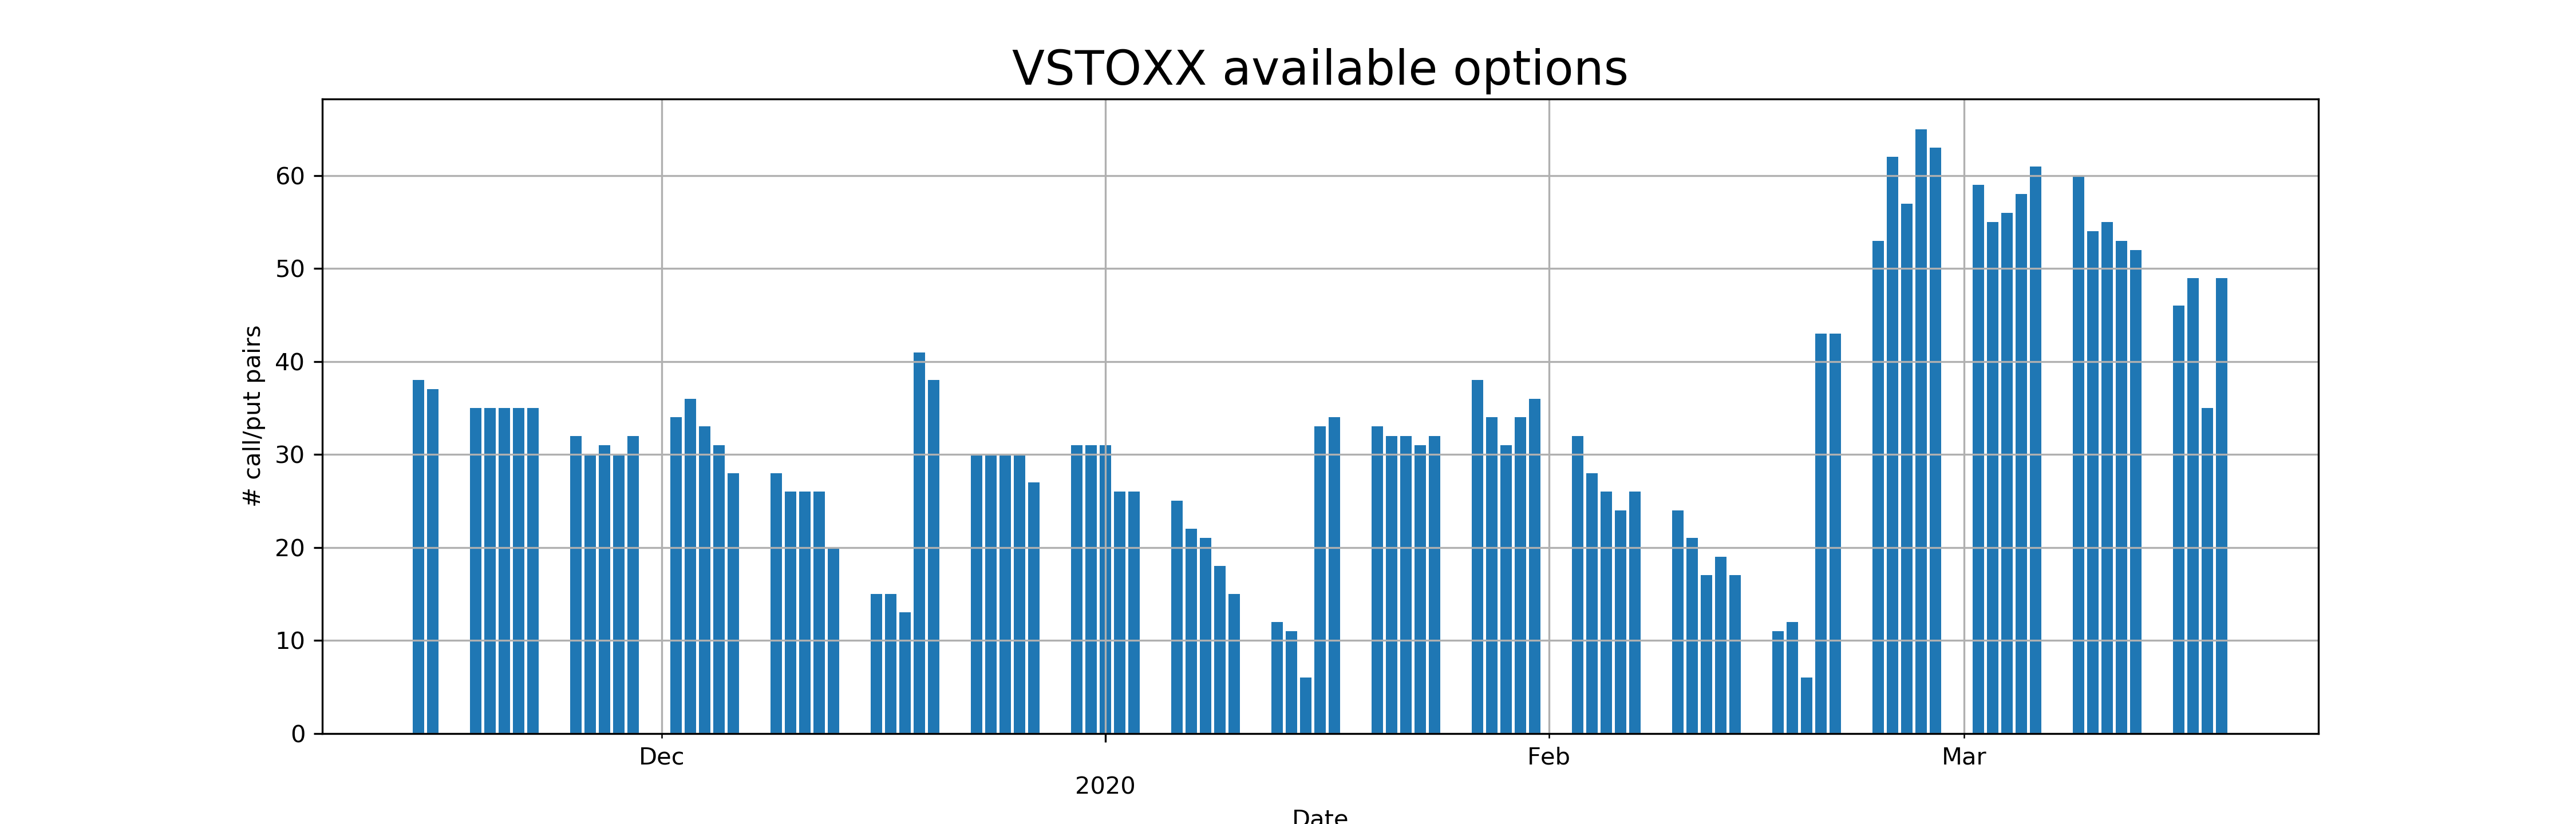 VSTOXX available options
# call/put pairs
60
50
40
30
20
10
0
Dec
Feb
Mar
2020
Date